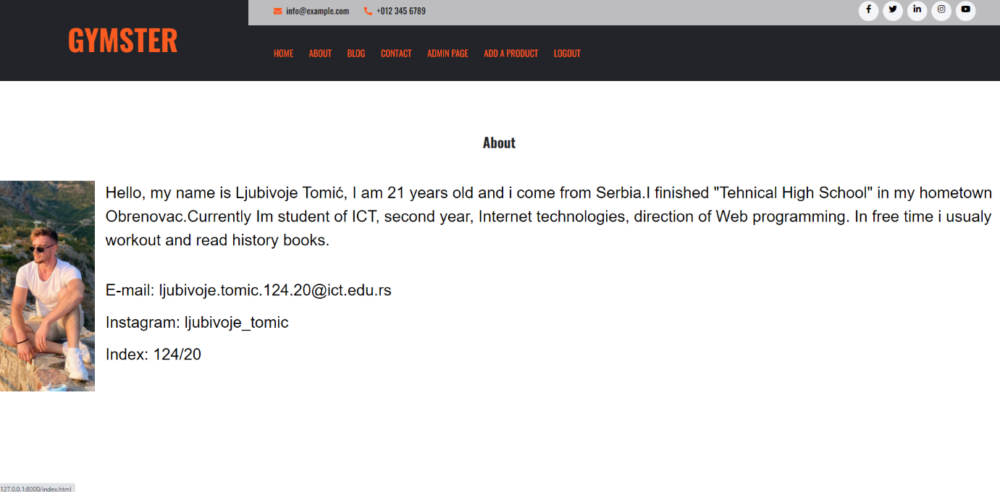 info@example.com +012 345 6789
GYMSTER
HOME ABOUT BLOG CONTACT ADMIN PAGE ADD A PRODUCT LOGOUT
About
Hello, my name is Ljubivoje Tomić, I am 21 years old and i come from Serbia.I finished "Tehnical High School" in my hometown
Obrenovac.Currently Im student of ICT, second year, Internet technologies, direction of Web programming. In free time i usualy
workout and read history books.
E-mail: ljubivoje.tomic.124.20@ict.edu.rs
Instagram: ljubivoje_tomic
Index: 124/20
127.0.0.1:8000/index.html